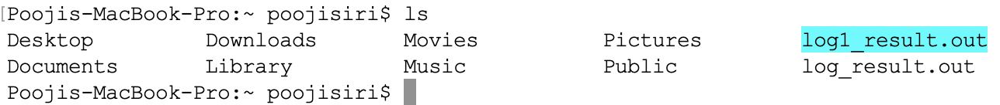 [Poojis-MacBook-Pro:~ poojisiri$ ls
Desktop Downloads Movies Pictures log1_result.out
Documents Library Music Public log_result.out
Poojis-MacBook-Pro:~ poojisiri$